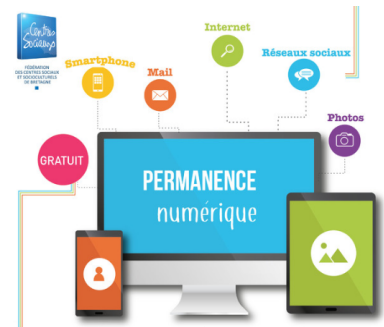 Centres
Sociaux
FÉDÉRATION
DES CENTRES SOCIAUX
ET SOCIOCULTURELS
DE BRETAGNE
Smartphone
Mail
Internet
Réseaux sociaux
Photos
GRATUIT
PERMANENCE
numérique